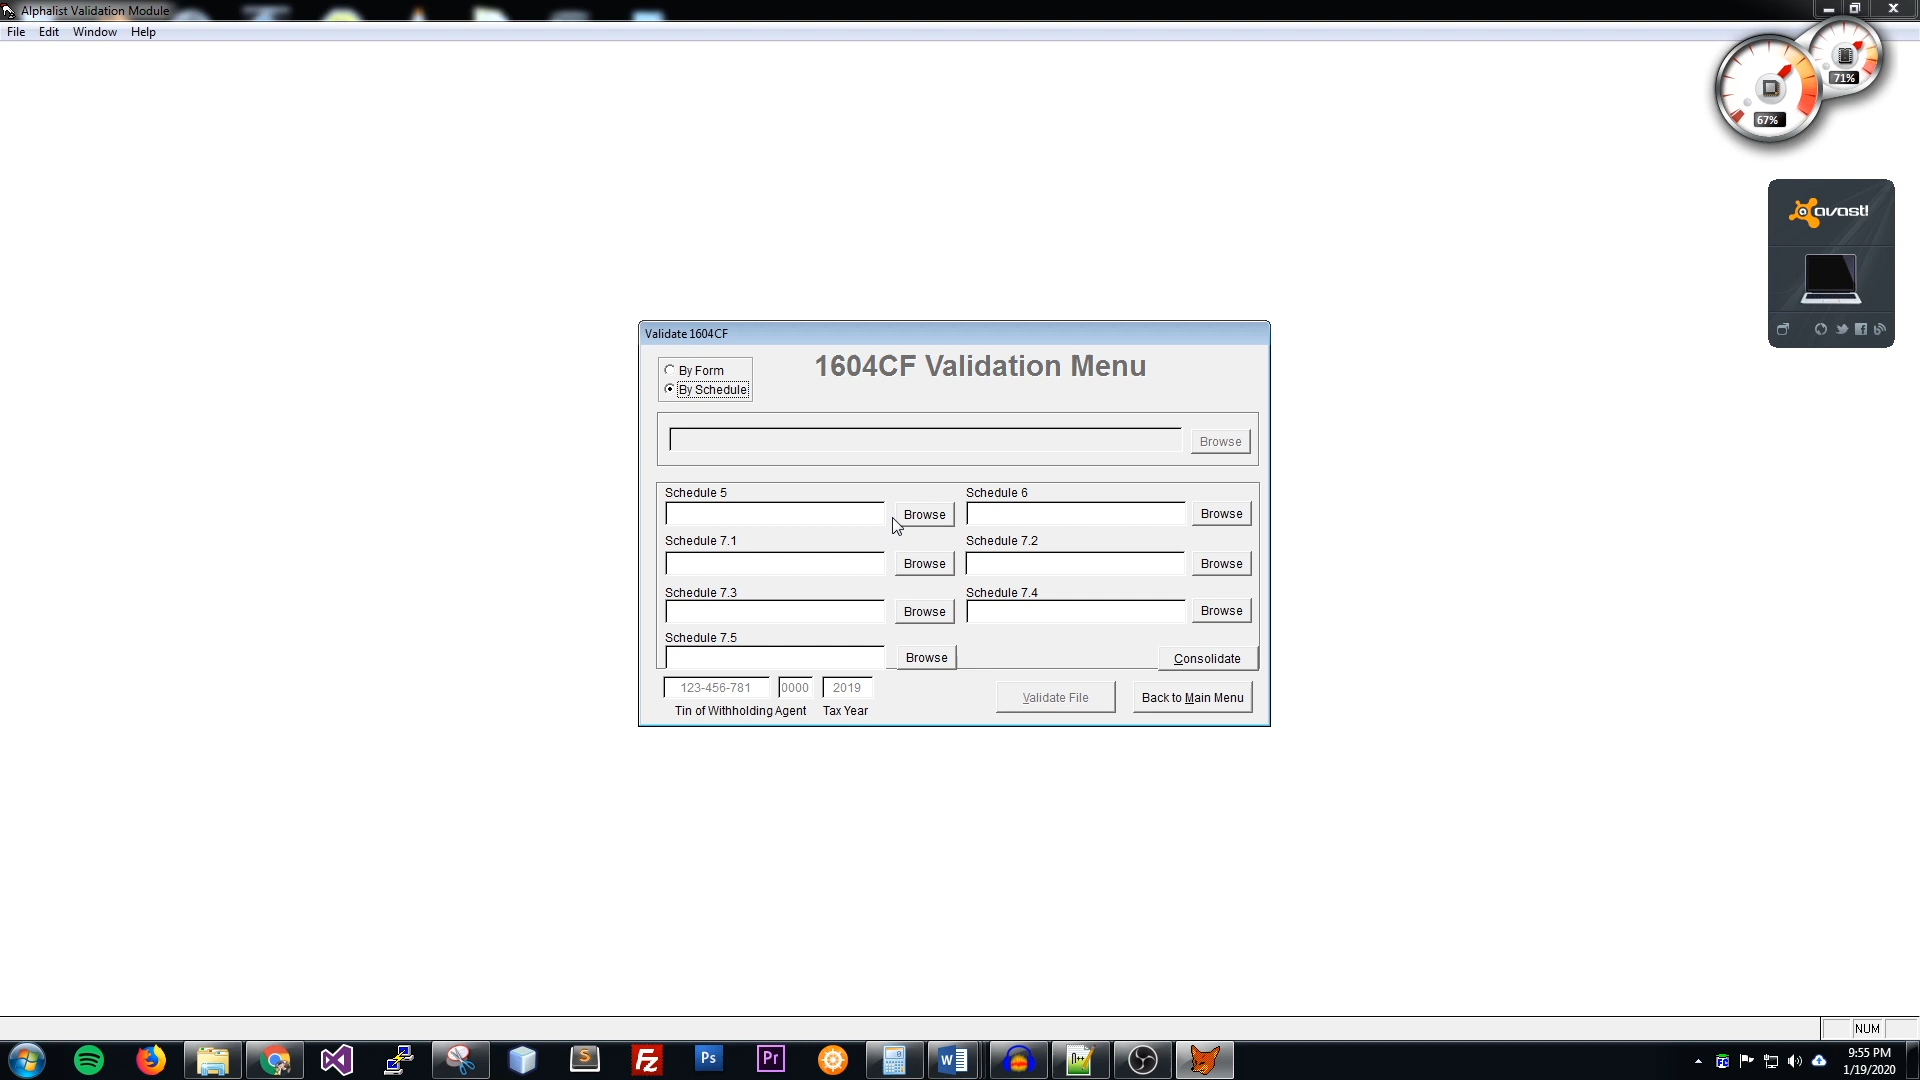 Alphalist Validation Module
File Edit Window Help
71%
67%
avast!
Validate 1604CF
By Form
1604CF Validation Menu
By Schedule
Browse
Schedule 5
Browse
Schedule 6
Browse
Schedule 7.1
Browse
Schedule 7.2
Browse
Schedule 7.3
Browse
Schedule 7.4
Browse
Schedule 7.5
Browse
Consolidate
123-456-781 0000 2019
Tin of Withholding Agent Tax Year
Validate File
Back to Main Menu
NUM
S
Fz
Ps
Pr
W
9:55 PM
1/19/2020